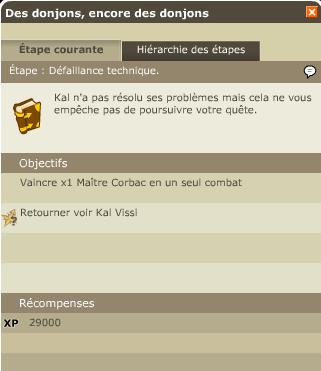 Des donjons, encore des donjons
Étape courante
Hiérarchie des étapes
Étape : Défaillance technique.
Kal n'a pas résolu ses problèmes mais cela ne vous
empêche pas de poursuivre votre quête.
Objectifs
Vaincre x1 Maître Corbac en un seul combat
Retourner voir Kal Vissi
Récompenses
XP 29000